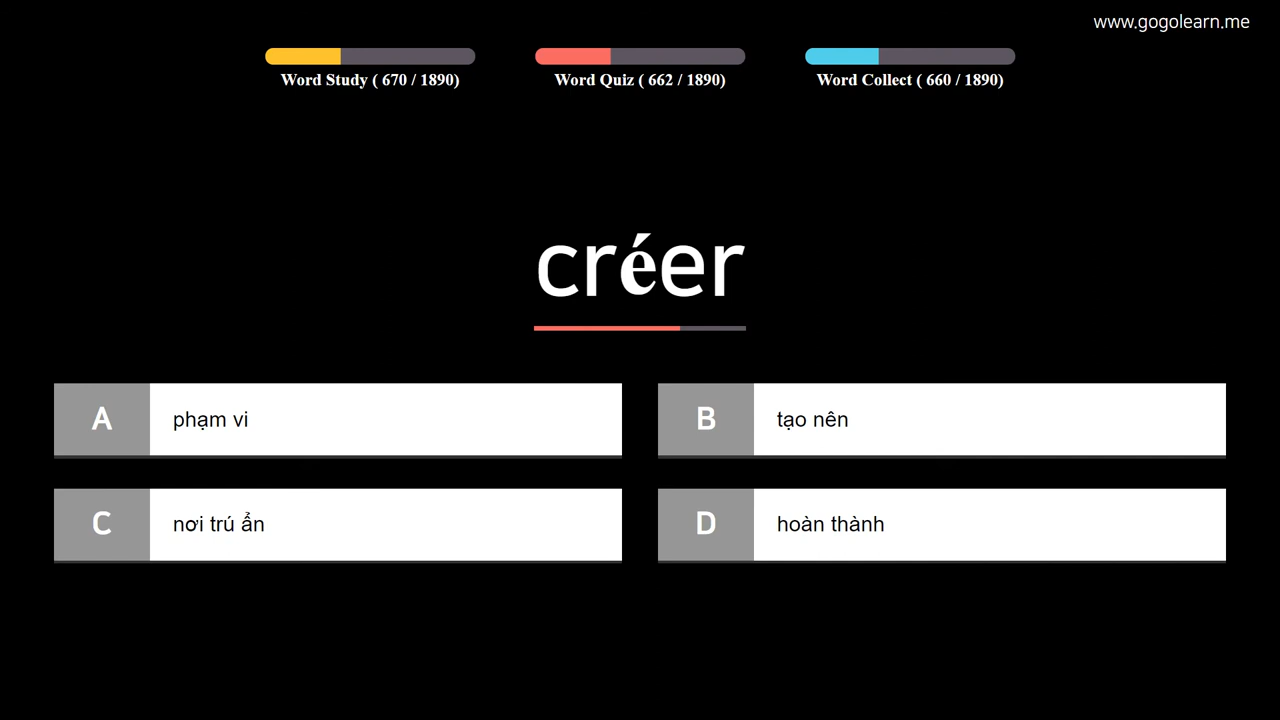 www.gogolearn.me
Word Study ( 670 / 1890)
Word Quiz ( 662 / 1890)
Word Collect ( 660 / 1890)
créer
A phạm vi
B tạo nên
C nơi trú ẩn
D hoàn thành